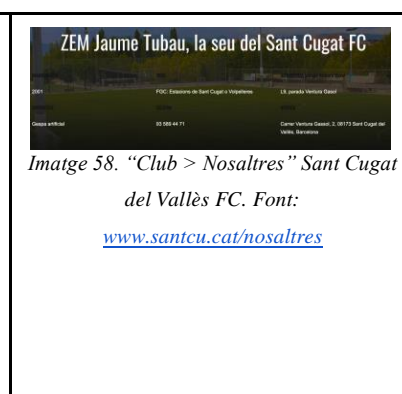 ZEM Jaume Tubau, la seu del Sant Cugat FC
2001
FGC: Estacions de Sant Cugat o Volpelleres
L9, parada Ventura Gasol
Gespa artificial
93 589 44 71
Carrer Ventura Gassol, 2, 08173 Sant Cugat del
Vallès, Barcelona
Imatge 58. “Club > Nosaltres” Sant Cugat
del Vallès FC. Font:
www.santcu.cat/nosaltres